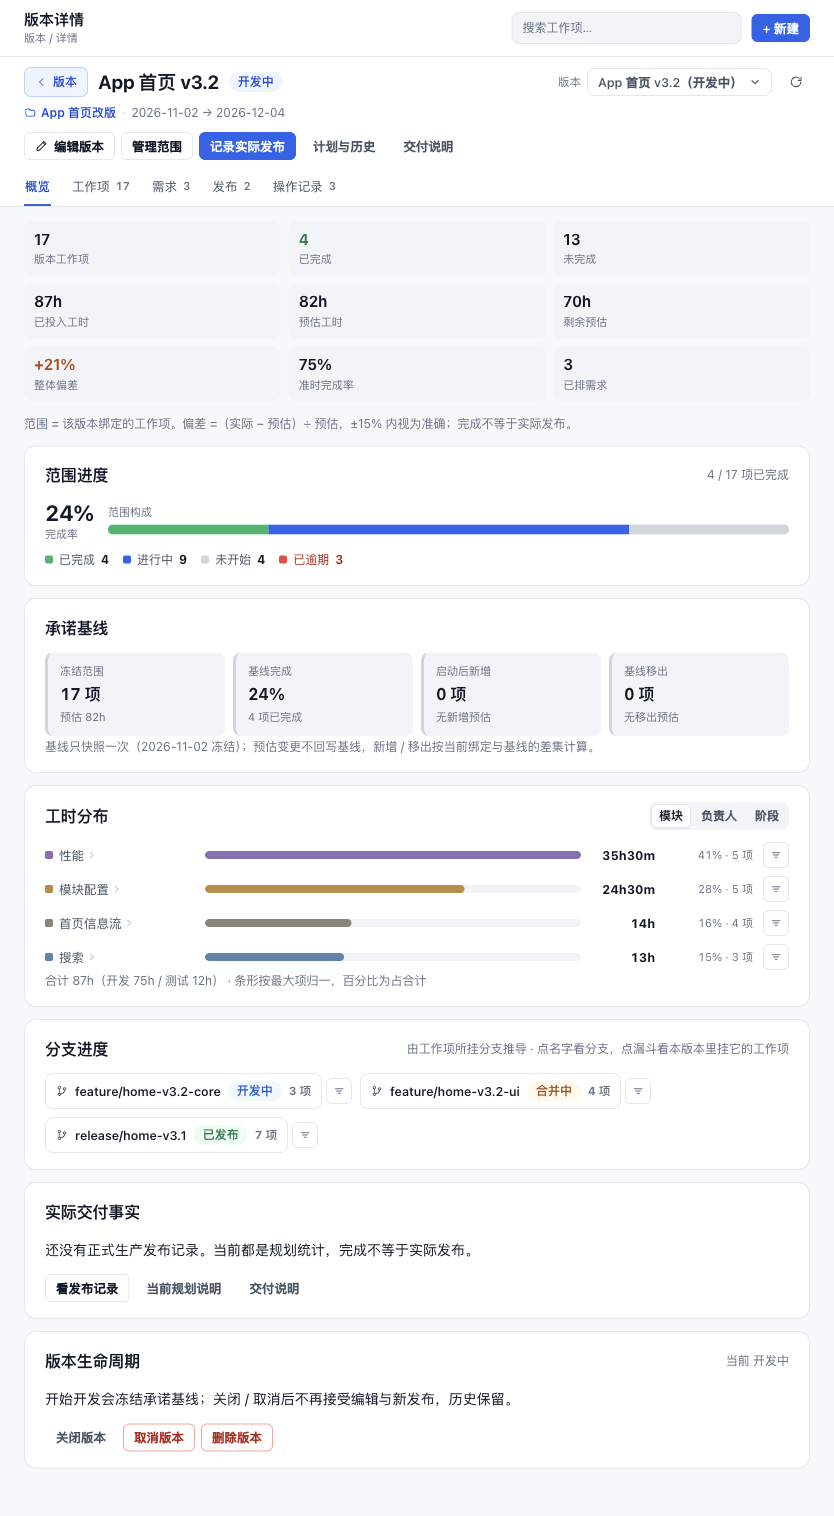 版本详情
版本 / 详情
搜索工作项...
+ 新建
版本
App 首页 v3.2
开发中
版本
App 首页 v3.2（开发中）
App 首页改版 · 2026-11-02 → 2026-12-04
编辑版本
管理范围
记录实际发布
计划与历史
交付说明
概览
工作项 17
需求 3
发布 2
操作记录 3
17
版本工作项
4
已完成
13
未完成
87h
已投入工时
82h
预估工时
70h
剩余预估
+21%
整体偏差
75%
准时完成率
3
已排需求
范围 = 该版本绑定的工作项。偏差 =（实际 − 预估）÷ 预估，±15% 内视为准确；完成不等于实际发布。
范围进度
4 / 17 项已完成
24%
完成率
范围构成
已完成 4
进行中 9
未开始 4
已逾期 3
承诺基线
冻结范围
17 项
预估 82h
基线完成
24%
4 项已完成
启动后新增
0 项
无新增预估
基线移出
0 项
无移出预估
基线只快照一次（2026-11-02 冻结）；预估变更不回写基线，新增 / 移出按当前绑定与基线的差集计算。
工时分布
模块
负责人
阶段
性能
35h30m
41% · 5 项
模块配置
24h30m
28% · 5 项
首页信息流
14h
16% · 4 项
搜索
13h
15% · 3 项
合计 87h（开发 75h / 测试 12h） · 条形按最大项归一，百分比为占合计
分支进度
由工作项所挂分支推导 · 点名字看分支，点漏斗看本版本里挂它的工作项
feature/home-v3.2-core 开发中 3 项
feature/home-v3.2-ui 合并中 4 项
release/home-v3.1 已发布 7 项
实际交付事实
还没有正式生产发布记录。当前都是规划统计，完成不等于实际发布。
看发布记录
当前规划说明
交付说明
版本生命周期
当前 开发中
开始开发会冻结承诺基线；关闭 / 取消后不再接受编辑与新发布，历史保留。
关闭版本
取消版本
删除版本